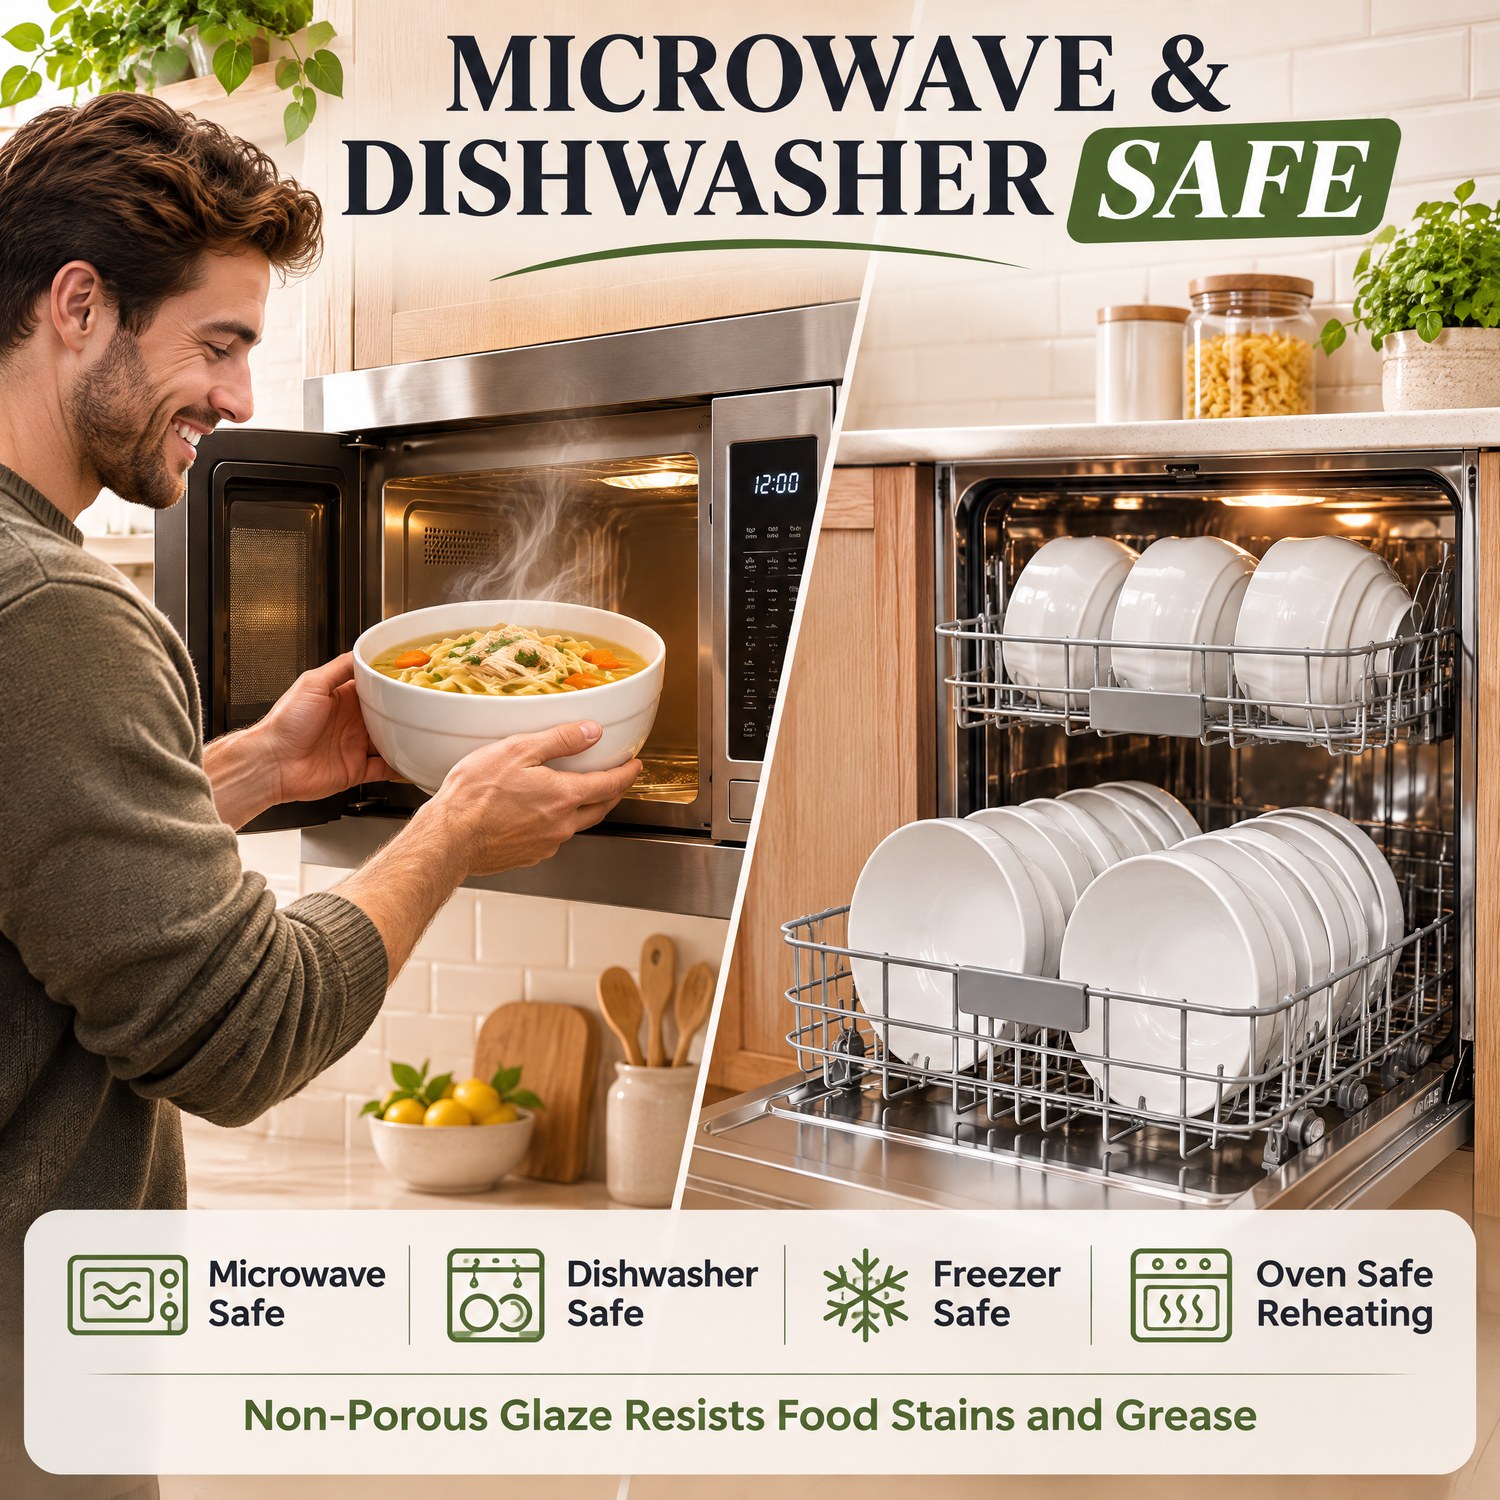 MICROWAVE &
DISHWASHER SAFE
12:00
Microwave
Safe
Dishwasher
Safe
Freezer
Safe
Oven Safe
Reheating
Non-Porous Glaze Resists Food Stains and Grease